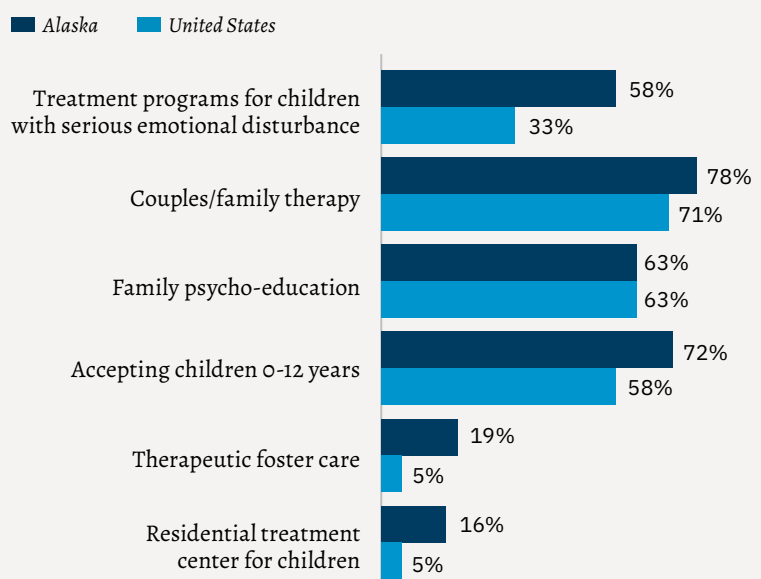 Alaska United States
Treatment programs for children
with serious emotional disturbance
58%
33%
Couples/family therapy
78%
71%
Family psycho-education
63%
63%
Accepting children 0-12 years
72%
58%
Therapeutic foster care
19%
5%
Residential treatment
center for children
16%
5%